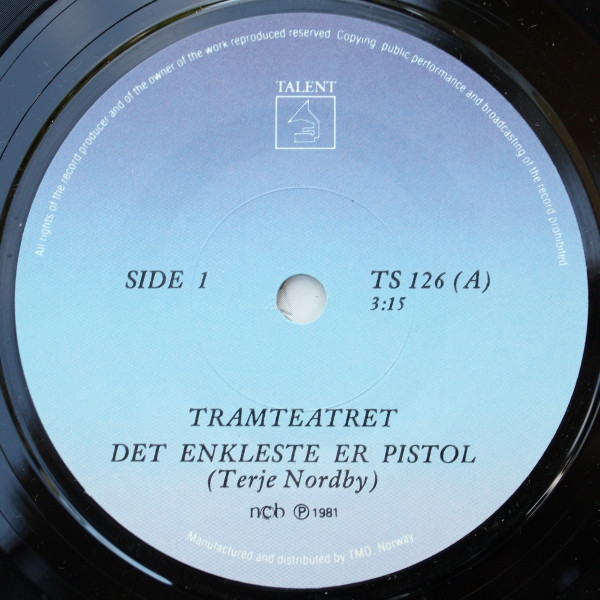 All rights of the record producer and of the owner of the work reproduced reserved. Copying, public performance and broadcasting of the record prohibited
TALENT
SIDE 1
TS 126 (A)
3:15
TRAMTEATRET
DET ENKLESTE ER PISTOL
(Terje Nordby)
ncb ℗ 1981
Manufactured and distributed by TMO, Norway.